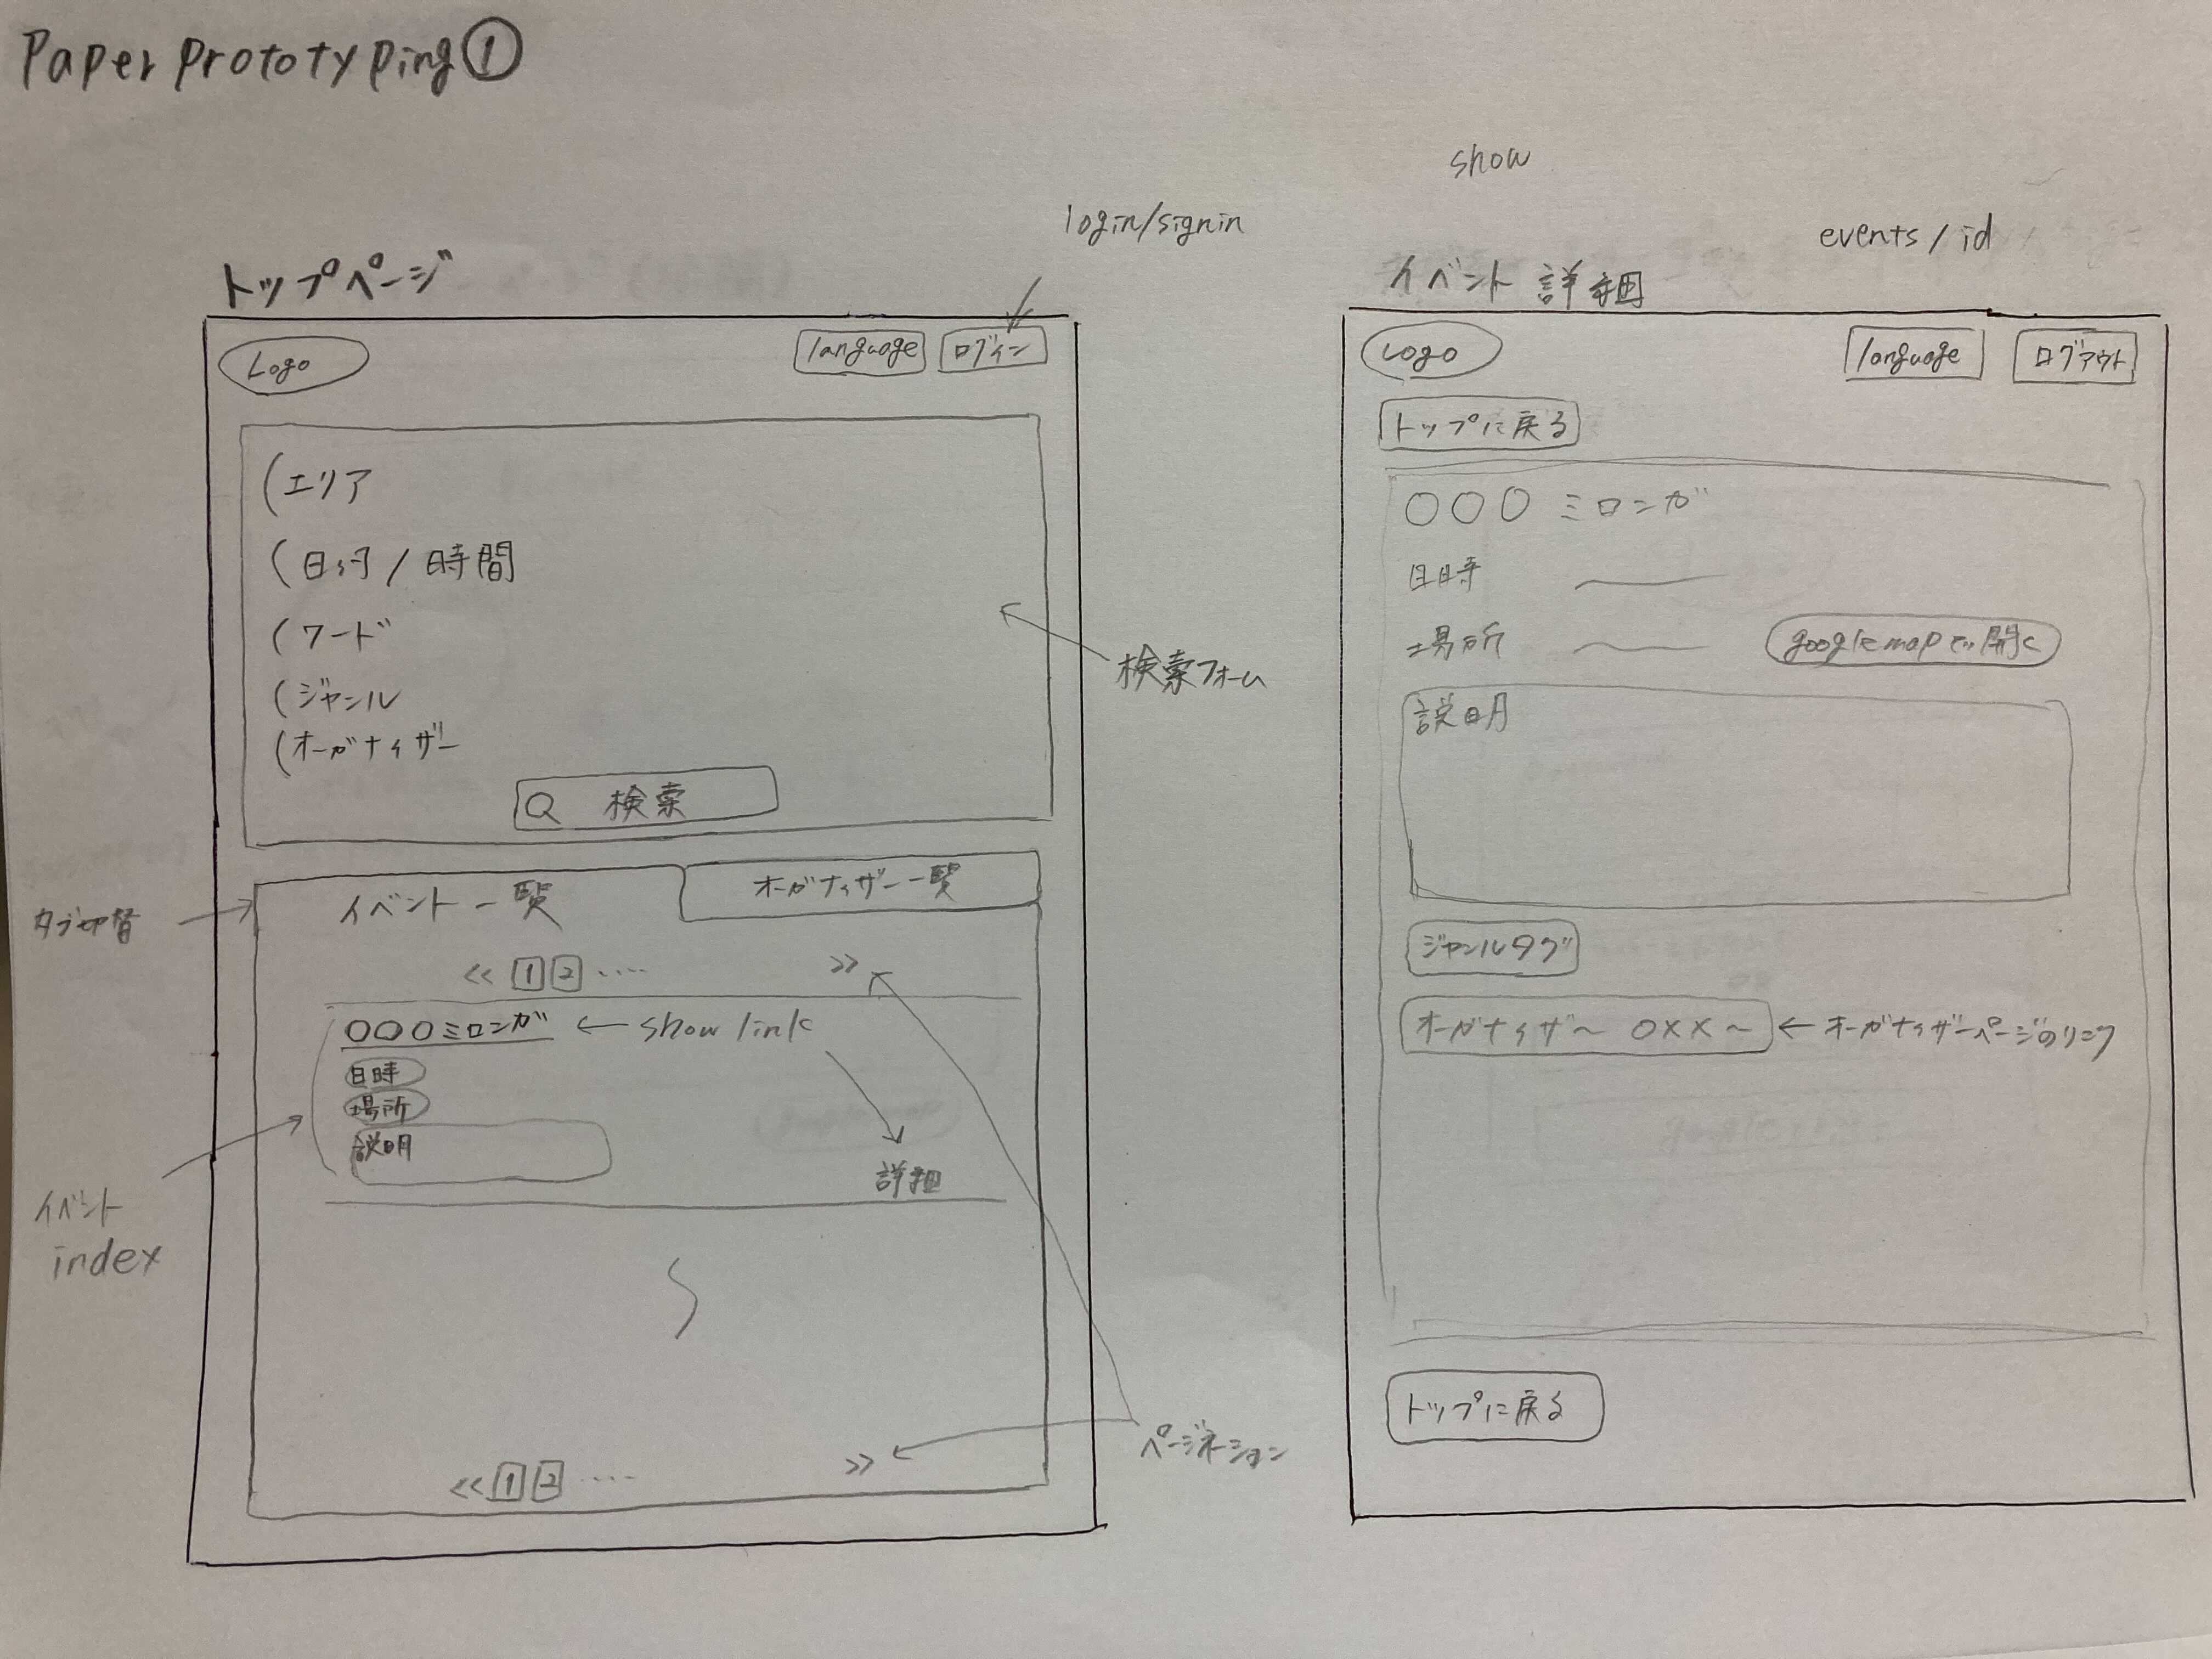 Paper Prototyping①
show
login/signin
events/id
トップページ
Logo
language
ログイン
(エリア
(日付/時間
(ワード
(ジャンル
(オーガナイザー
検索
検索フォーム
イベント一覧
オーガナイザー一覧
タブ切替
<< 1 2 ....
>>
○○○ミロンガ ← show link
日時
場所
説明
詳細
イベント
index
<< 1 2 ....
>>
ページネーション
イベント詳細
Logo
language
ログアウト
トップに戻る
○○○ ミロンガ
日時
場所
google mapで開く
説明
ジャンルタグ
オーガナイザ〜 ○××〜
← オーガナイザーページのリンク
トップに戻る